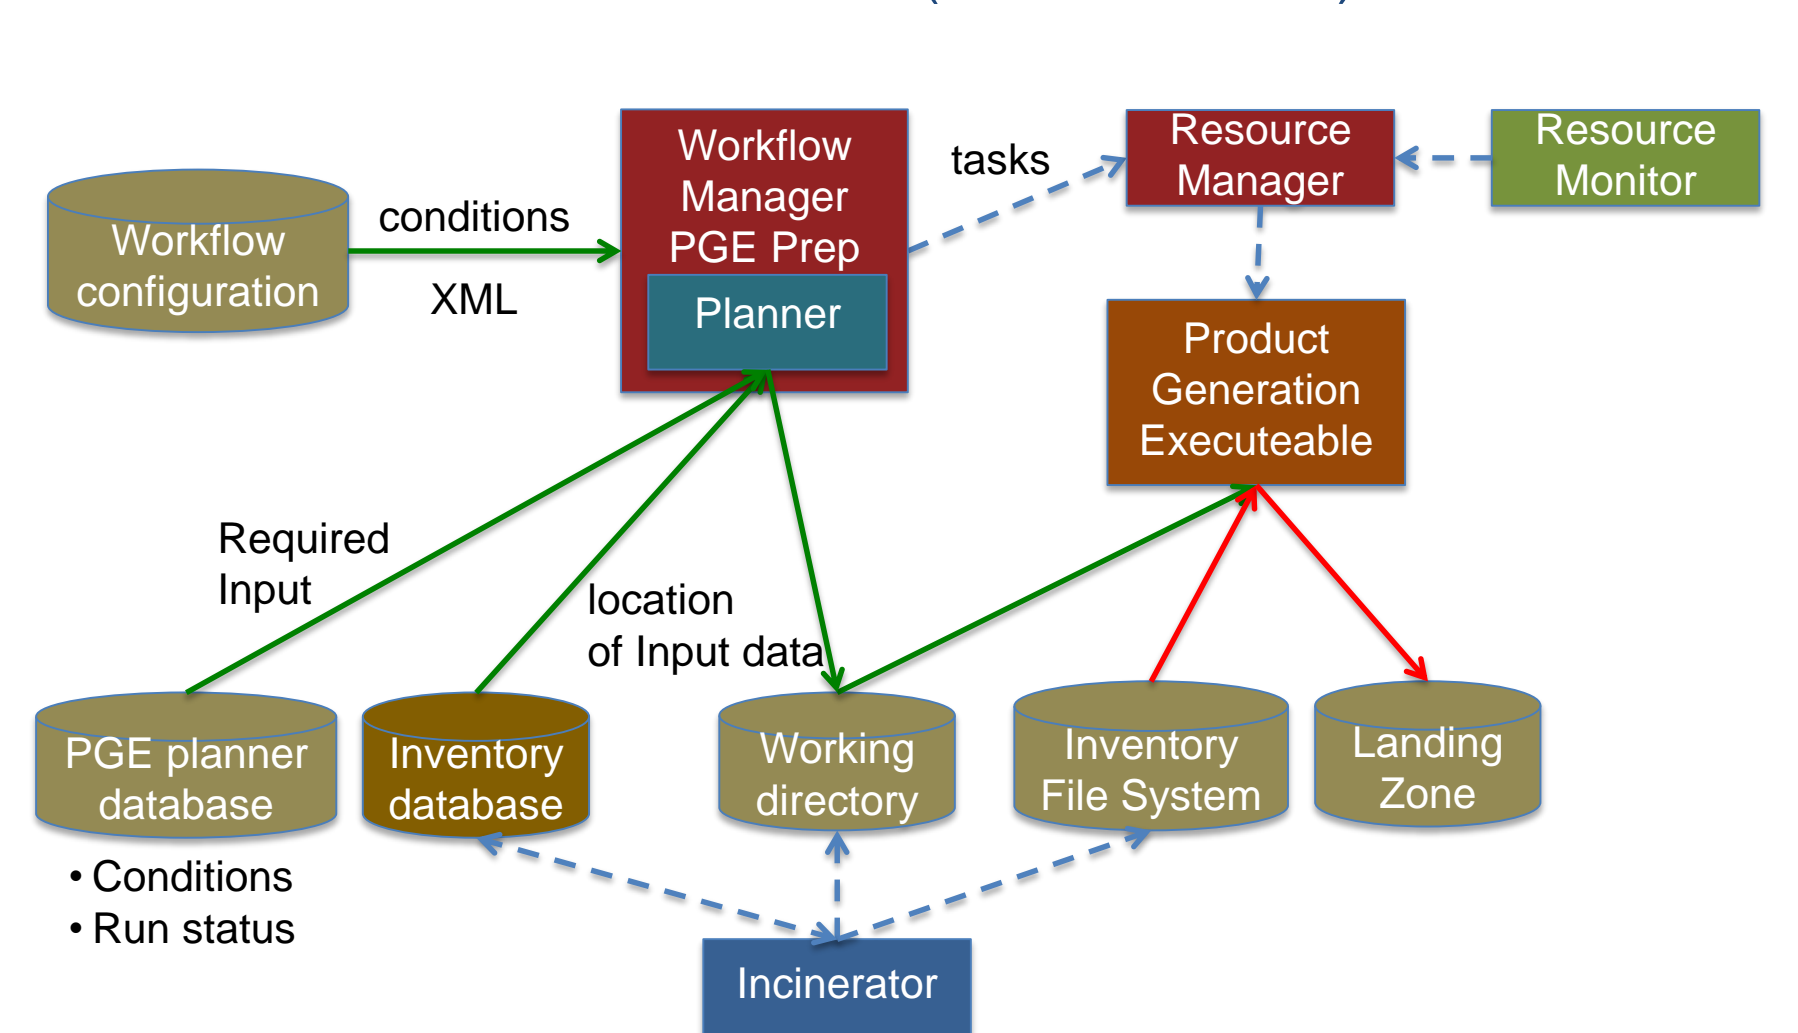 Workflow
configuration
conditions
XML
Workflow
Manager
PGE Prep
Planner
tasks
Resource
Manager
Resource
Monitor
Product
Generation
Executeable
Required
Input
location
of Input data
PGE planner
database
Inventory
database
Working
directory
Inventory
File System
Landing
Zone
• Conditions
• Run status
Incinerator